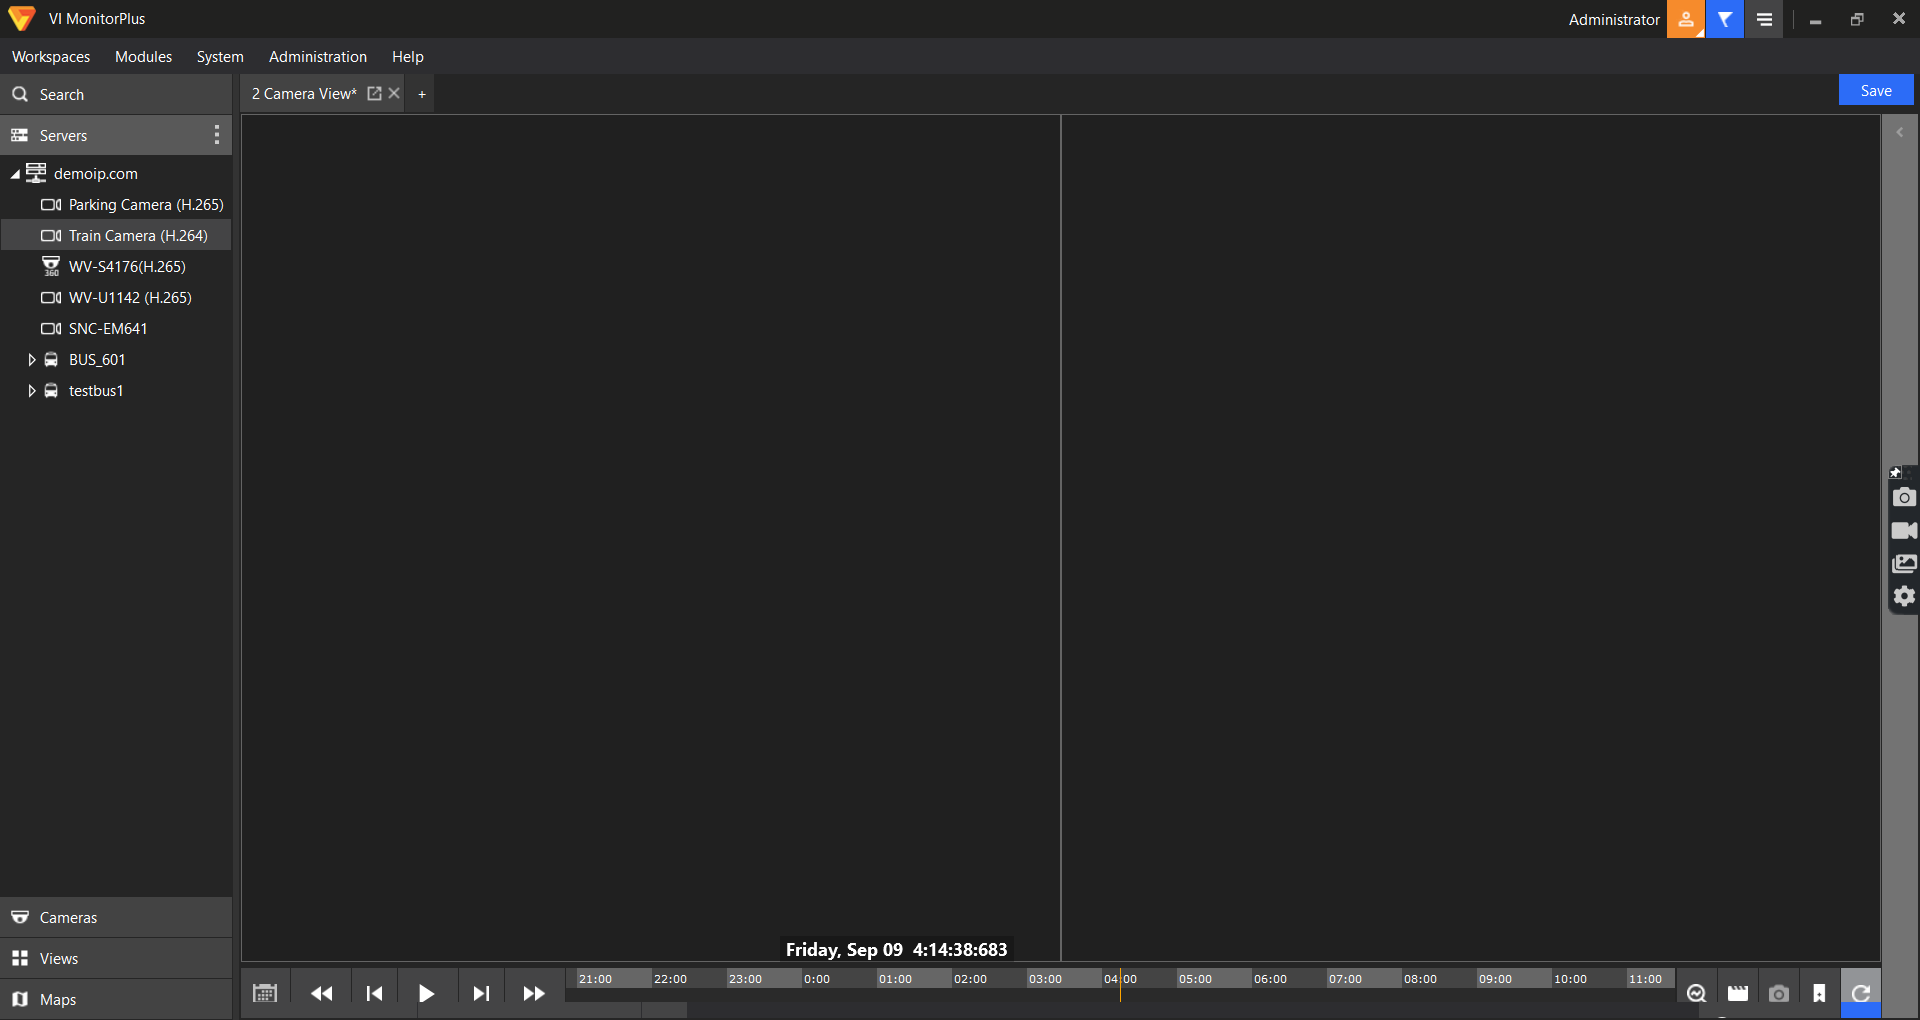 VI MonitorPlus
Administrator
Workspaces Modules System Administration Help
Search
2 Camera View* +
Save
Servers
demoip.com
Parking Camera (H.265)
Train Camera (H.264)
360 WV-S4176(H.265)
WV-U1142 (H.265)
SNC-EM641
BUS_601
testbus1
Cameras
Views
Maps
Friday, Sep 09 4:14:38:683
21:00 22:00 23:00 0:00 01:00 02:00 03:00 04:00 05:00 06:00 07:00 08:00 09:00 10:00 11:00